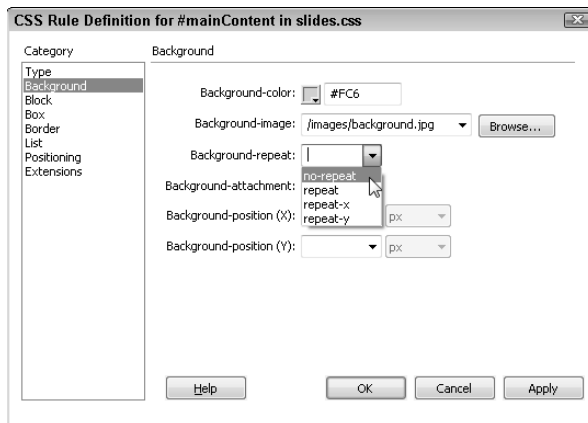 CSS Rule Definition for #mainContent in slides.css
Category
Type
Background
Block
Box
Border
List
Positioning
Extensions
Background
Background-color: #FC6
Background-image: /images/background.jpg Browse...
Background-repeat:
no-repeat
repeat
repeat-x
repeat-y
Background-attachment:
Background-position (X): px
Background-position (Y): px
Help OK Cancel Apply